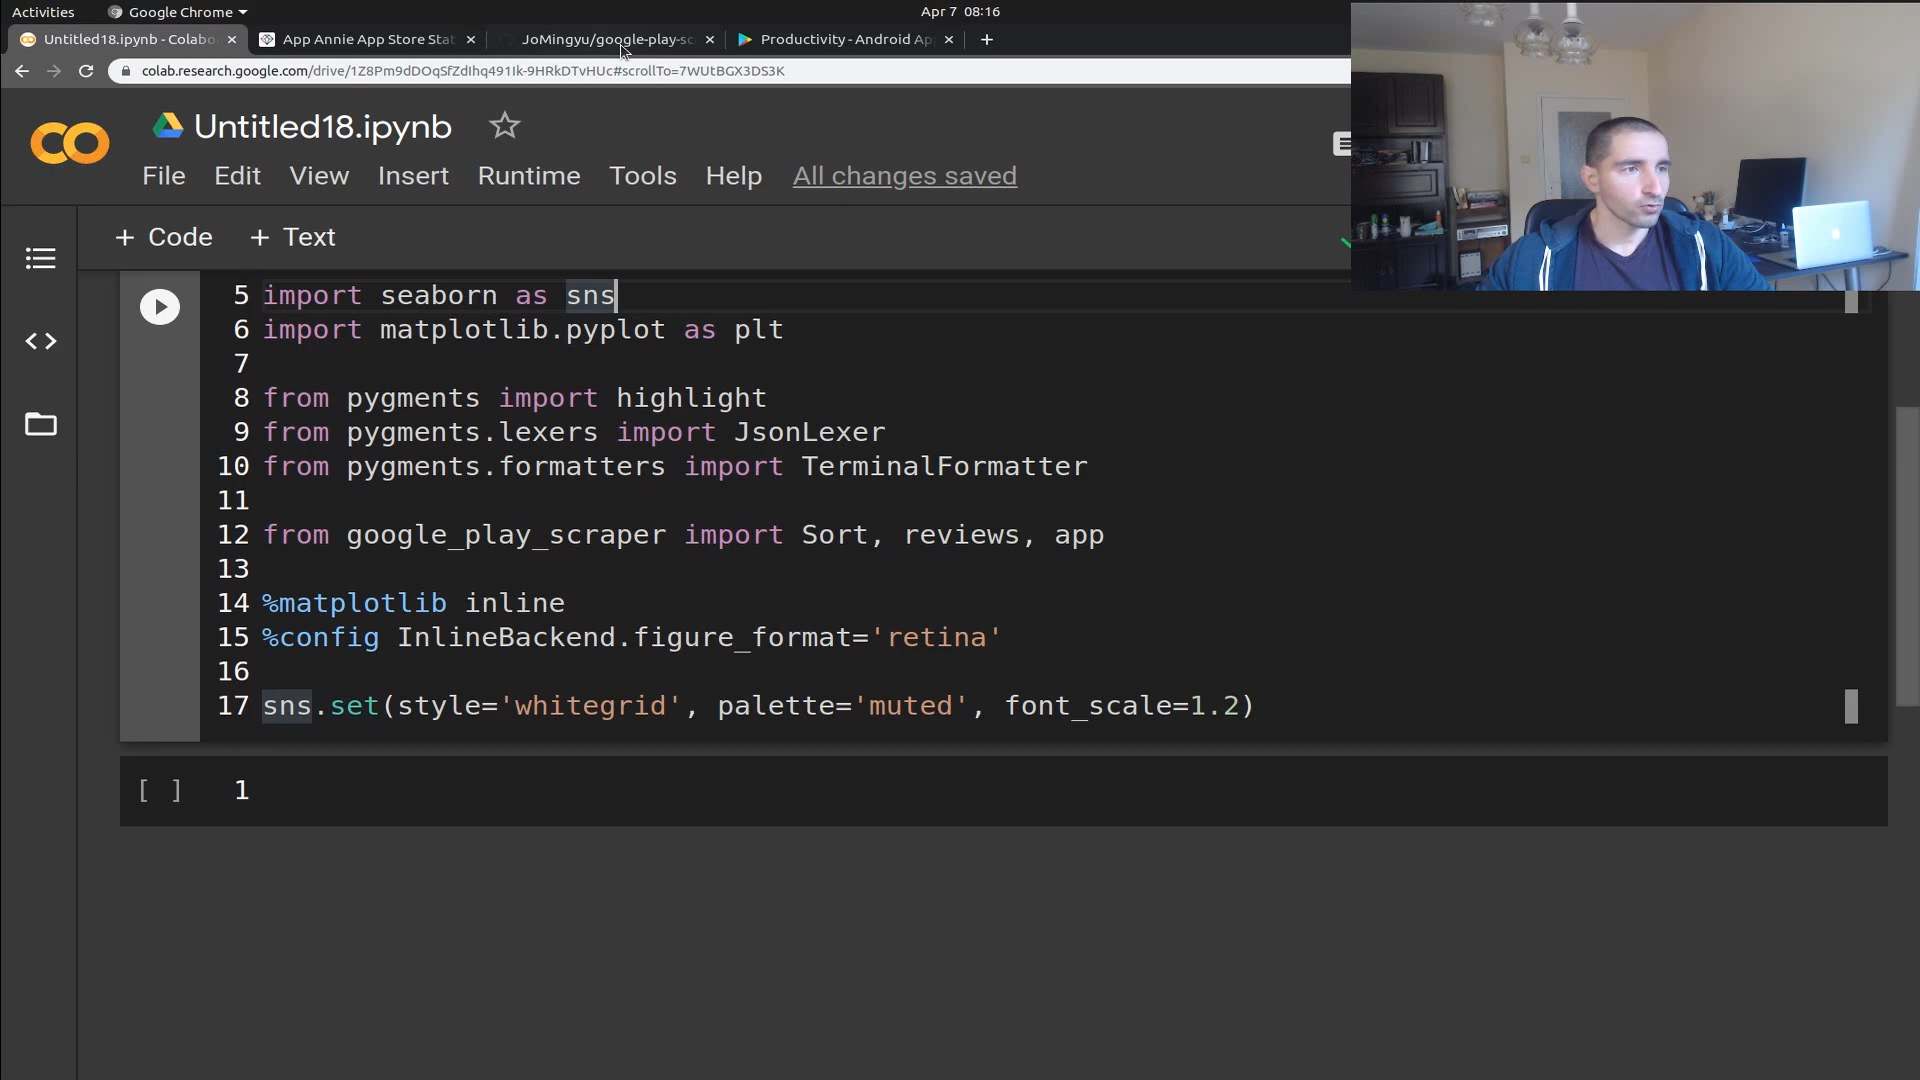 Activities
Google Chrome
Apr 7 08:16
Untitled18.ipynb - Colabo
App Annie App Store Stat
JoMingyu/google-play-sc
Productivity - Android Ap
colab.research.google.com/drive/1Z8Pm9dDOqSfZdIhq491Ik-9HRkDTvHUc#scrollTo=7WUtBGX3DS3K
CO
Untitled18.ipynb
File Edit View Insert Runtime Tools Help All changes saved
+ Code + Text
5 import seaborn as sns
6 import matplotlib.pyplot as plt
7
8 from pygments import highlight
9 from pygments.lexers import JsonLexer
10 from pygments.formatters import TerminalFormatter
11
12 from google_play_scraper import Sort, reviews, app
13
14 %matplotlib inline
15 %config InlineBackend.figure_format='retina'
16
17 sns.set(style='whitegrid', palette='muted', font_scale=1.2)
[ ] 1